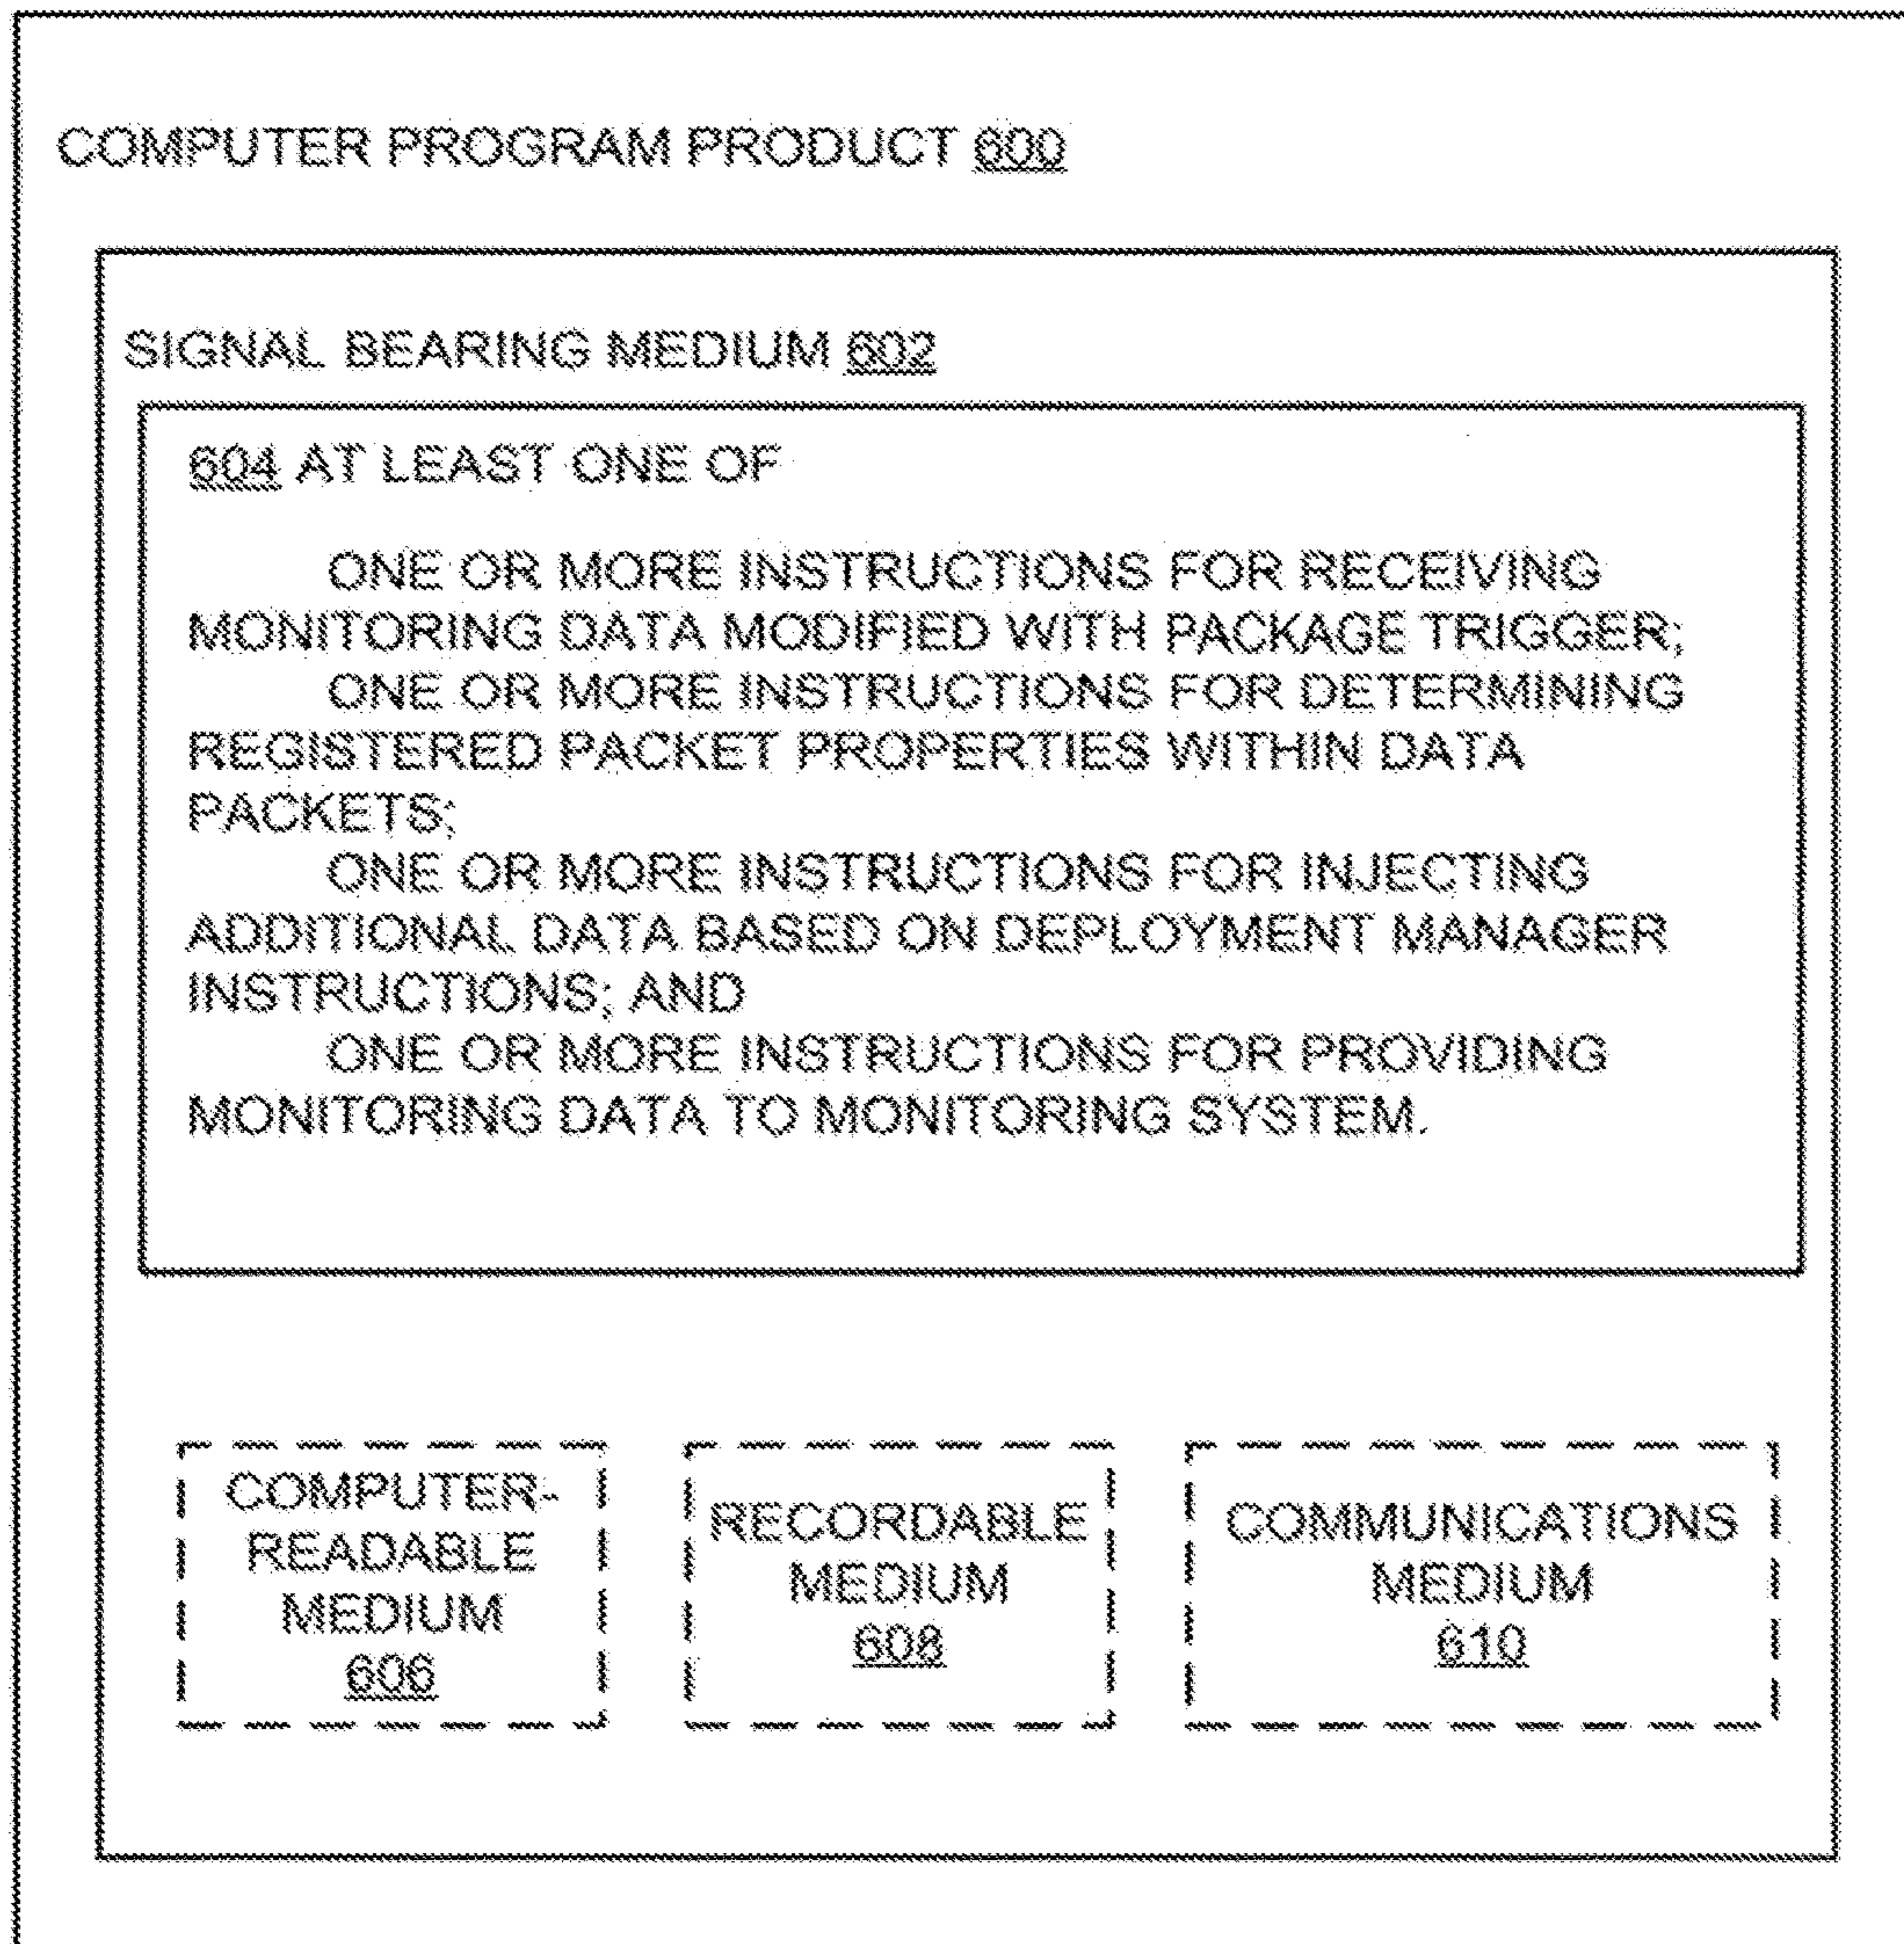 COMPUTER PROGRAM PRODUCT 600
SIGNAL BEARING MEDIUM 602
604 AT LEAST ONE OF
ONE OR MORE INSTRUCTIONS FOR RECEIVING
MONITORING DATA MODIFIED WITH PACKAGE TRIGGER;
ONE OR MORE INSTRUCTIONS FOR DETERMINING
REGISTERED PACKET PROPERTIES WITHIN DATA
PACKETS;
ONE OR MORE INSTRUCTIONS FOR INJECTING
ADDITIONAL DATA BASED ON DEPLOYMENT MANAGER
INSTRUCTIONS; AND
ONE OR MORE INSTRUCTIONS FOR PROVIDING
MONITORING DATA TO MONITORING SYSTEM.
COMPUTER-
READABLE
MEDIUM
606
RECORDABLE
MEDIUM
608
COMMUNICATIONS
MEDIUM
610